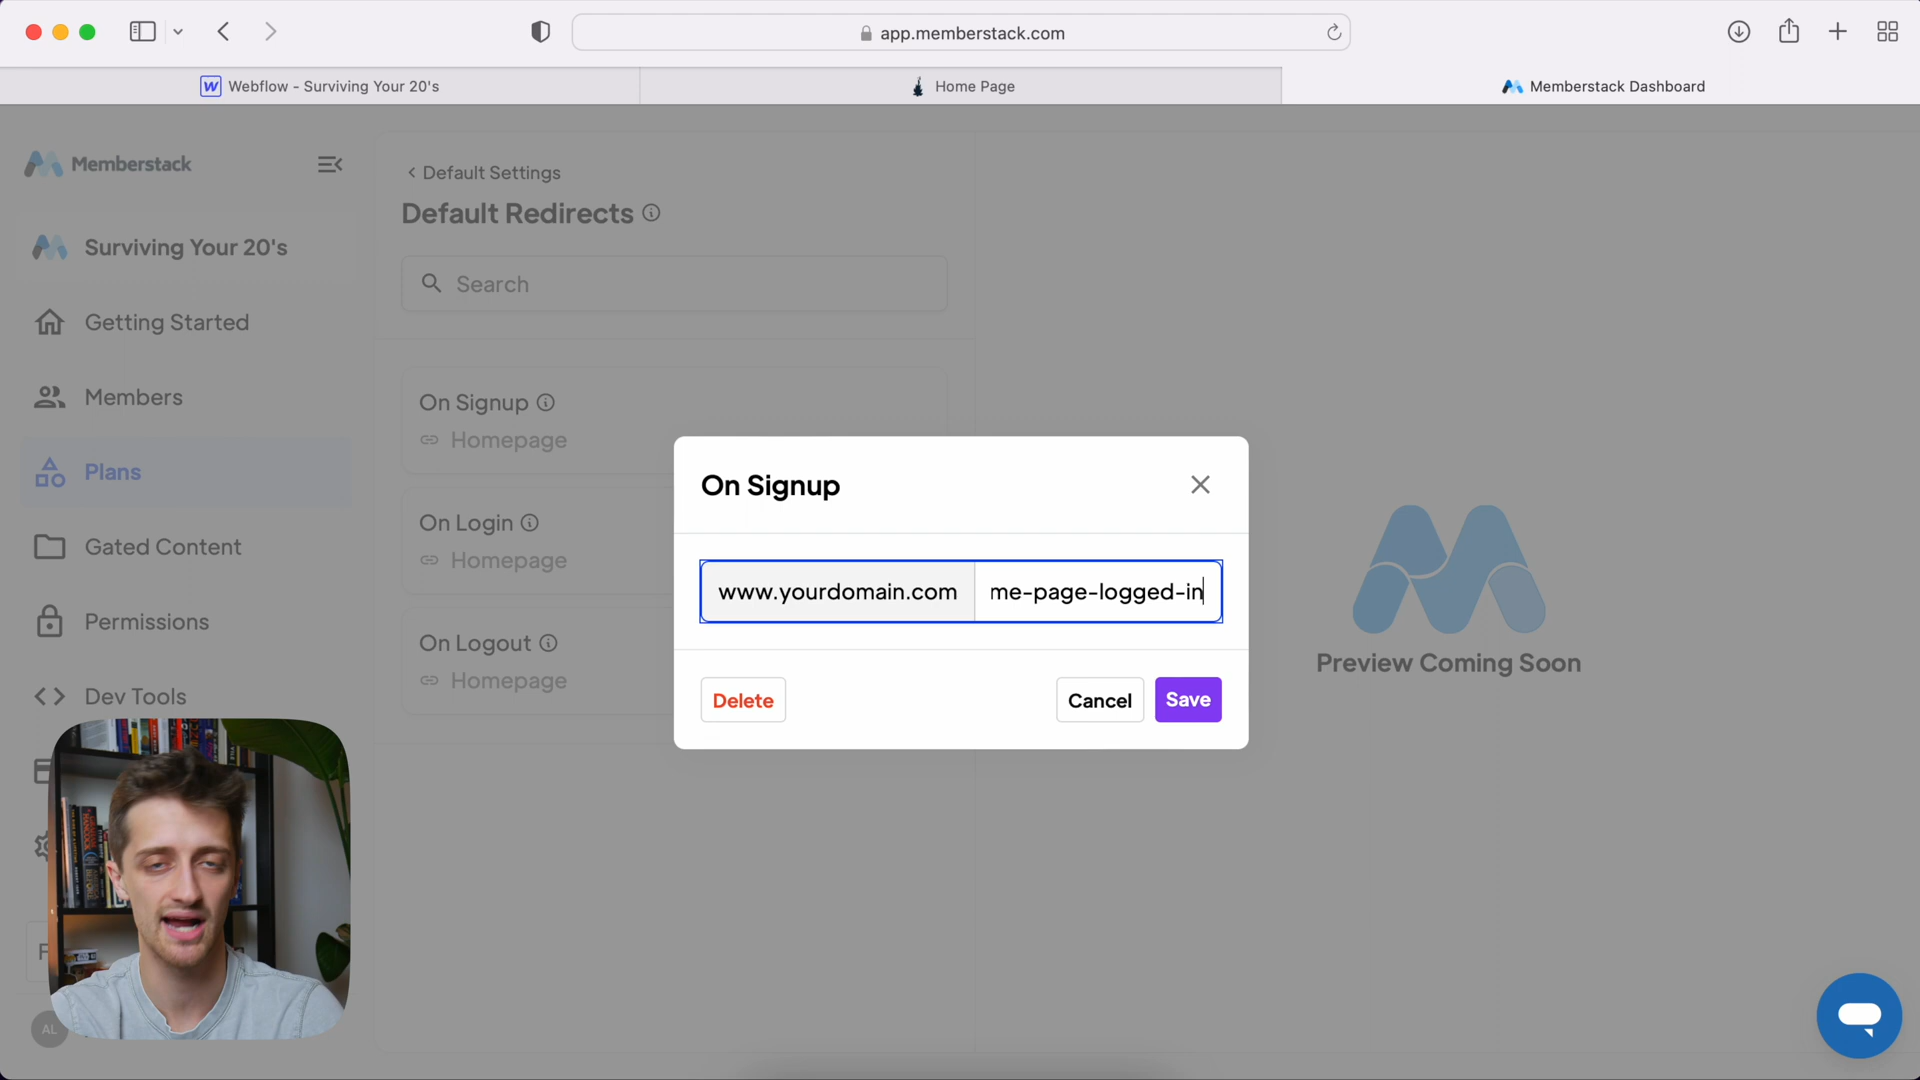 app.memberstack.com
W Webflow - Surviving Your 20's
Home Page
Memberstack Dashboard
Memberstack
Surviving Your 20's
Getting Started
Members
Plans
Gated Content
Permissions
Dev Tools
AL
Default Settings
Default Redirects
Search
On Signup
Homepage
On Login
Homepage
On Logout
Homepage
On Signup
www.yourdomain.com
me-page-logged-in
Delete
Cancel
Save
Preview Coming Soon